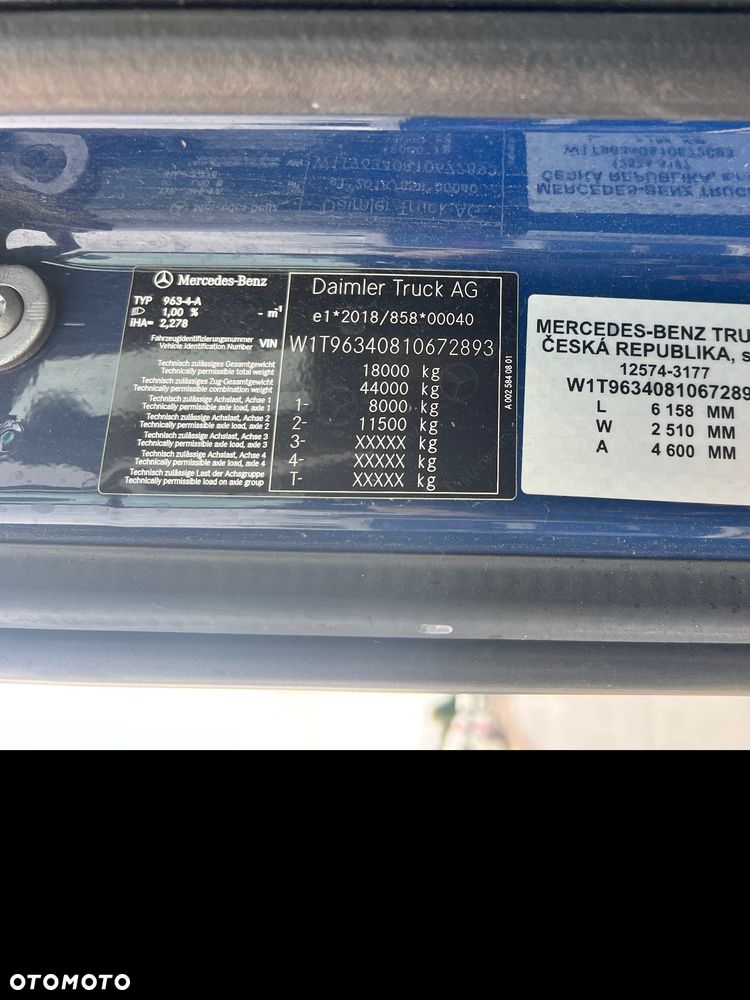 Mercedes-Benz
TYP 963-4-A
1,00 % - m⁻¹
IHA= 2,278
Fahrzeugidentifizierungsnummer
Vehicle Identification Number VIN
Technisch zulässiges Gesamtgewicht
Technically permissible total weight
Technisch zulässiges Zug-Gesamtgewicht
Technically permissible combination weight
Technisch zulässige Achslast, Achse 1
Technically permissible axle load, axle 1
Technisch zulässige Achslast, Achse 2
Technically permissible axle load, axle 2
Technisch zulässige Achslast, Achse 3
Technically permissible axle load, axle 3
Technisch zulässige Achslast, Achse 4
Technically permissible axle load, axle 4
Technisch zulässige Last der Achsgruppe
Technically permissible load on axle group
Daimler Truck AG
e1*2018/858*00040
W1T96340810672893
18000 kg
44000 kg
1- 8000 kg
2- 11500 kg
3- XXXXX kg
4- XXXXX kg
T- XXXXX kg
A 002 584 08 01
MERCEDES-BENZ TRU
ČESKÁ REPUBLIKA, s
12574-3177
W1T9634081067289
L 6 158 MM
W 2 510 MM
A 4 600 MM
OTOMOTO